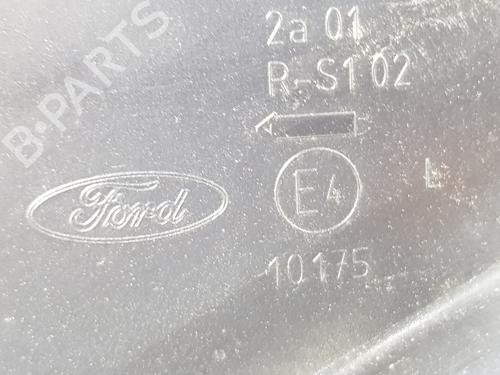 B-PARTS
2a 01
R-S1 02
E4
L
Ford
10175